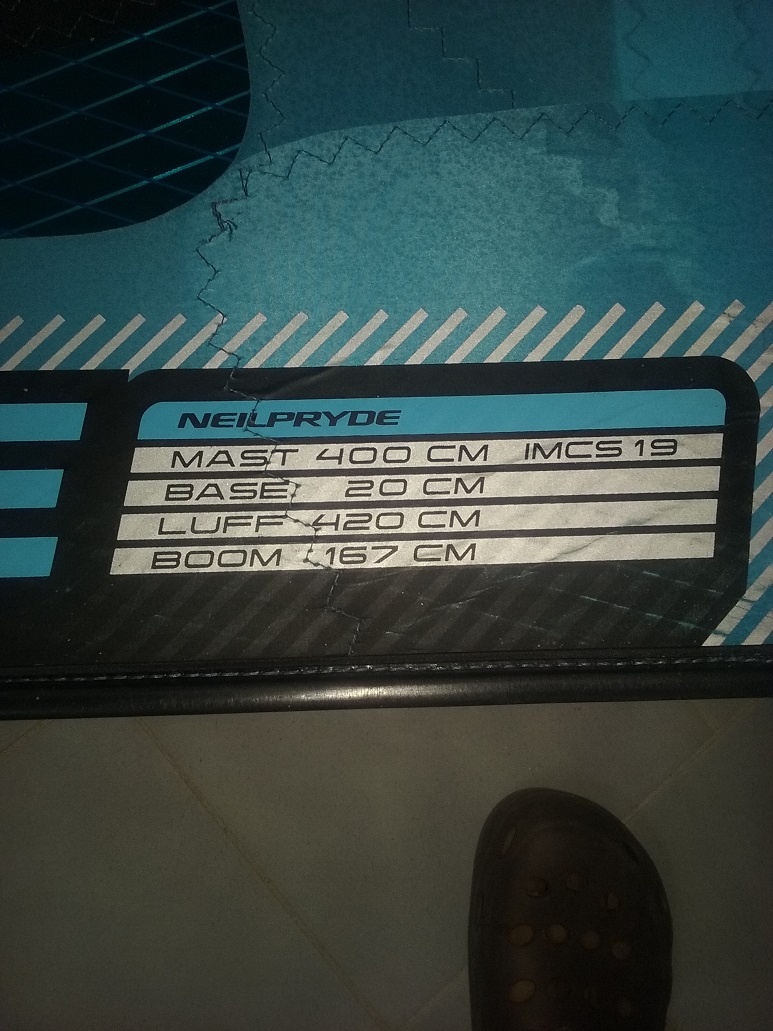 NEILPRYDE
MAST 400 CM IMCS 19
BASE 20 CM
LUFF 420 CM
BOOM 167 CM